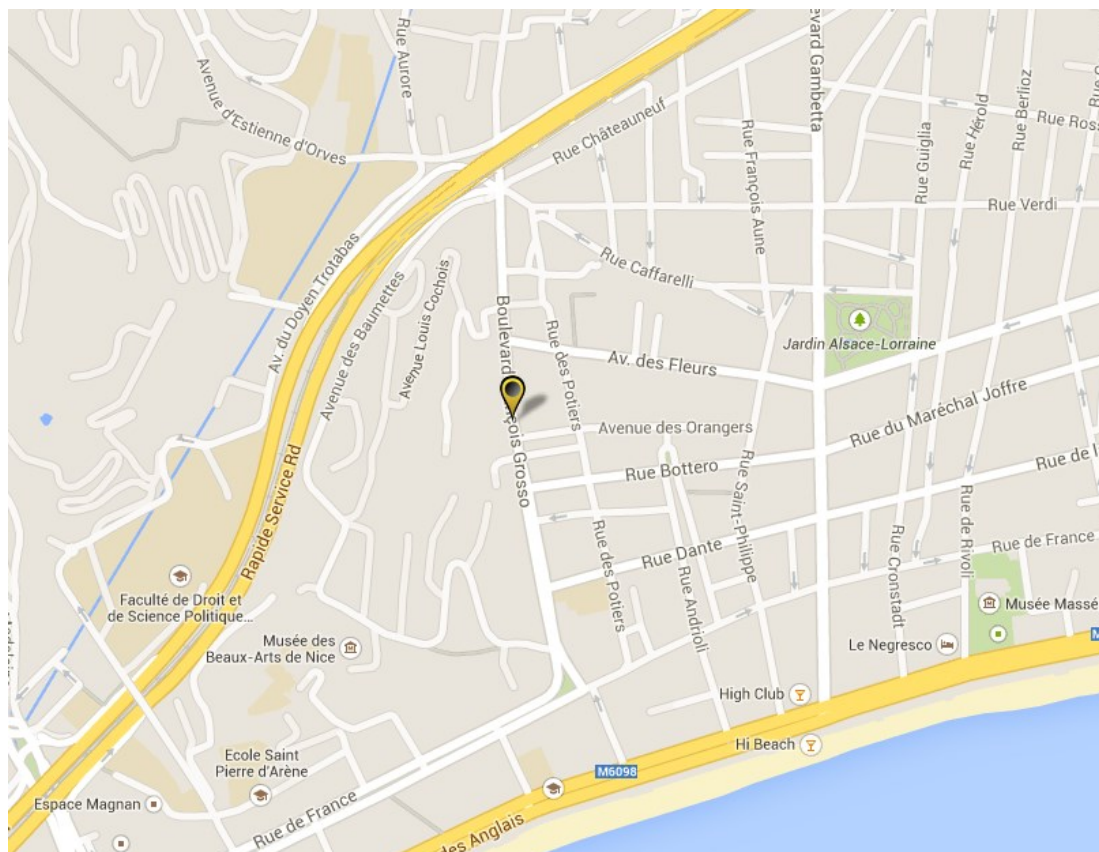 Rue Aurore
Avenue d'Estienne d'Orves
Rue Châteauneuf
Rue François Aune
Boulevard Gambetta
Rue Guiglia
Rue Hérold
Rue Berlioz
Rue Verdi
Av. du Doyen Trotabas
Avenue des Baumettes
Avenue Louis Cochois
Rue Caffarelli
Jardin Alsace-Lorraine
Boulevard
Grosso
Rue des Potiers
Av. des Fleurs
Avenue des Orangers
Rue du Maréchal Joffre
Rue Bottero
Rue Saint-Philippe
Rapide Service Rd
Rue Dante
Rue des Potiers
Rue Andrioli
Rue Cronstadt
Rue de Rivoli
Rue de France
Faculté de Droit et
de Science Politique...
Musée des
Beaux-Arts de Nice
Musée Massé
Le Negresco
High Club
Hi Beach
M6098
Ecole Saint
Pierre d'Arène
Espace Magnan
Rue de France
des Anglais